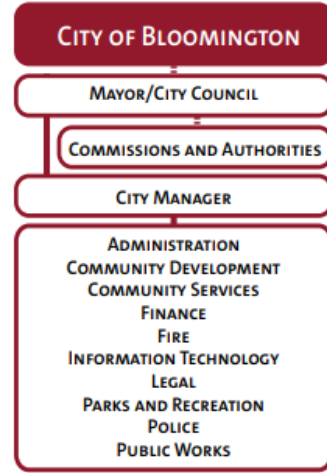 CITY OF BLOOMINGTON
MAYOR/CITY COUNCIL
COMMISSIONS AND AUTHORITIES
CITY MANAGER
ADMINISTRATION
COMMUNITY DEVELOPMENT
COMMUNITY SERVICES
FINANCE
FIRE
INFORMATION TECHNOLOGY
LEGAL
PARKS AND RECREATION
POLICE
PUBLIC WORKS